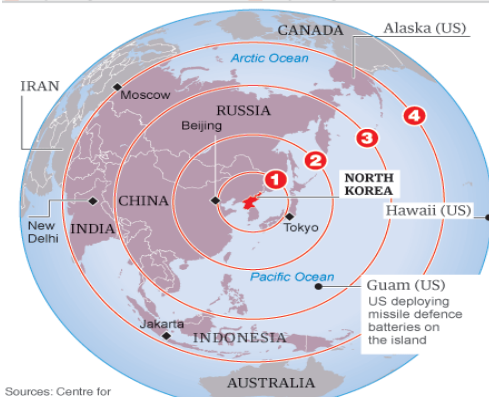 CANADA
Alaska (US)
Arctic Ocean
IRAN
Moscow
RUSSIA
Beijing
4
3
2
1
NORTH
KOREA
CHINA
New
Delhi
INDIA
Tokyo
Hawaii (US)
Pacific Ocean
Guam (US)
US deploying
missile defence
batteries on
the island
Jakarta
INDONESIA
AUSTRALIA
Sources: Centre for